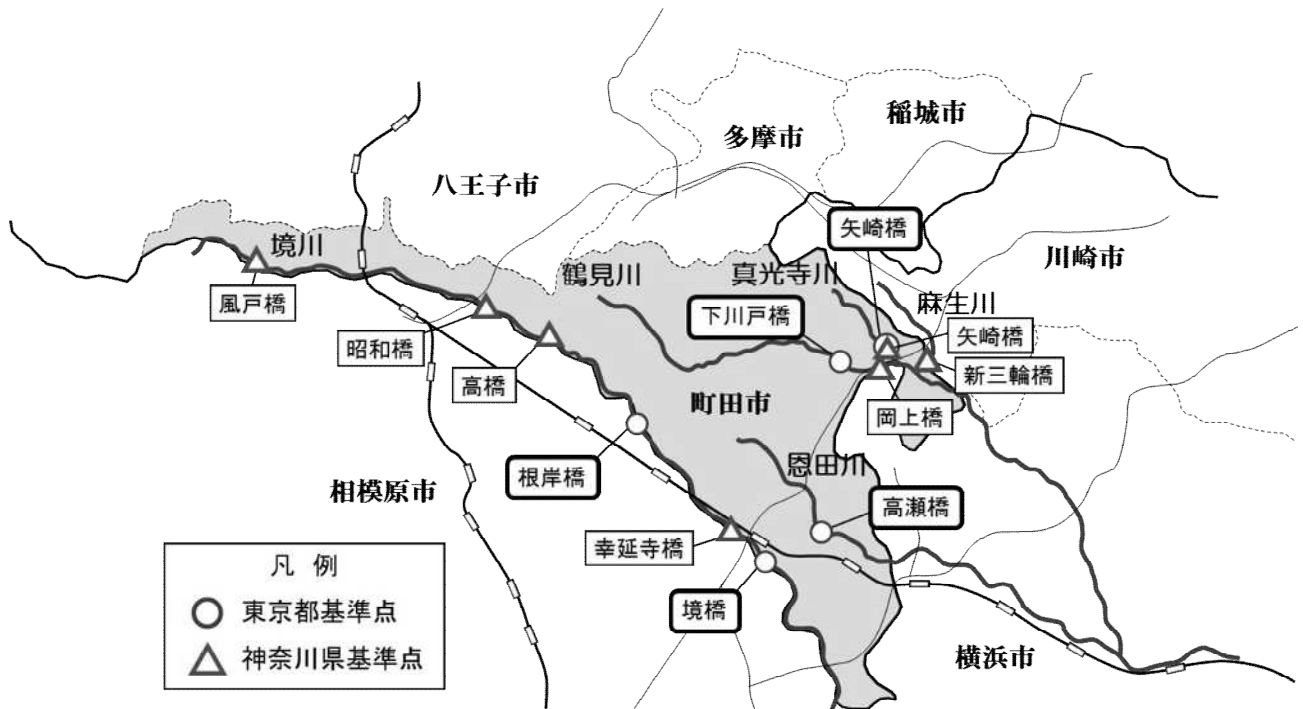 稲城市
多摩市
八王子市
矢崎橋
境川
川崎市
鶴見川
真光寺川
風戸橋
下川戸橋
麻生川
昭和橋
矢崎橋
高橋
新三輪橋
町田市
岡上橋
根岸橋
恩田川
相模原市
高瀬橋
幸延寺橋
凡 例
東京都基準点
境橋
神奈川県基準点
横浜市